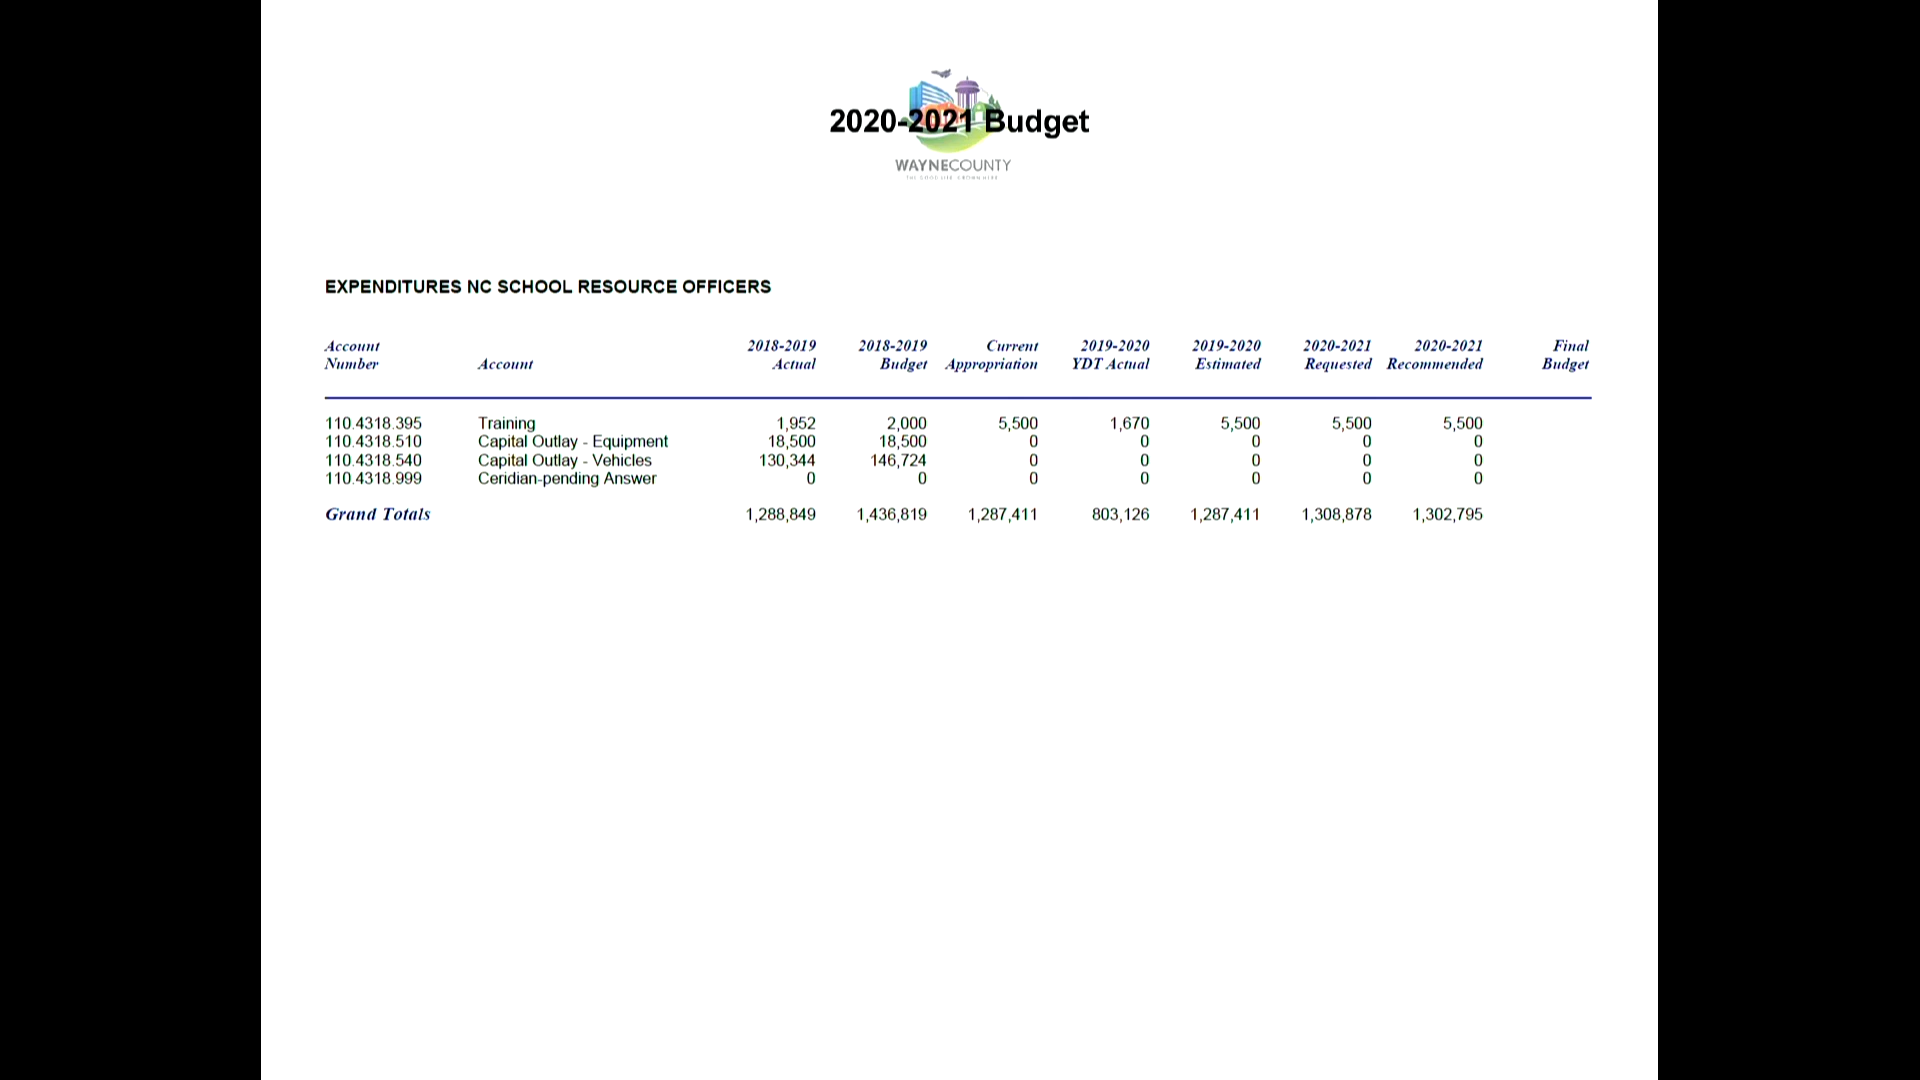 2020-2021 Budget
WAYNECOUNTY
EXPENDITURES NC SCHOOL RESOURCE OFFICERS
Account Number Account 2018-2019 Actual 2018-2019 Budget Current Appropriation 2019-2020 YDT Actual 2019-2020 Estimated 2020-2021 Requested 2020-2021 Recommended Final Budget
110.4318.395 Training 1,952 2,000 5,500 1,670 5,500 5,500 5,500
110.4318.510 Capital Outlay - Equipment 18,500 18,500 0 0 0 0 0
110.4318.540 Capital Outlay - Vehicles 130,344 146,724 0 0 0 0 0
110.4318.999 Ceridian-pending Answer 0 0 0 0 0 0 0
Grand Totals 1,288,849 1,436,819 1,287,411 803,126 1,287,411 1,308,878 1,302,795